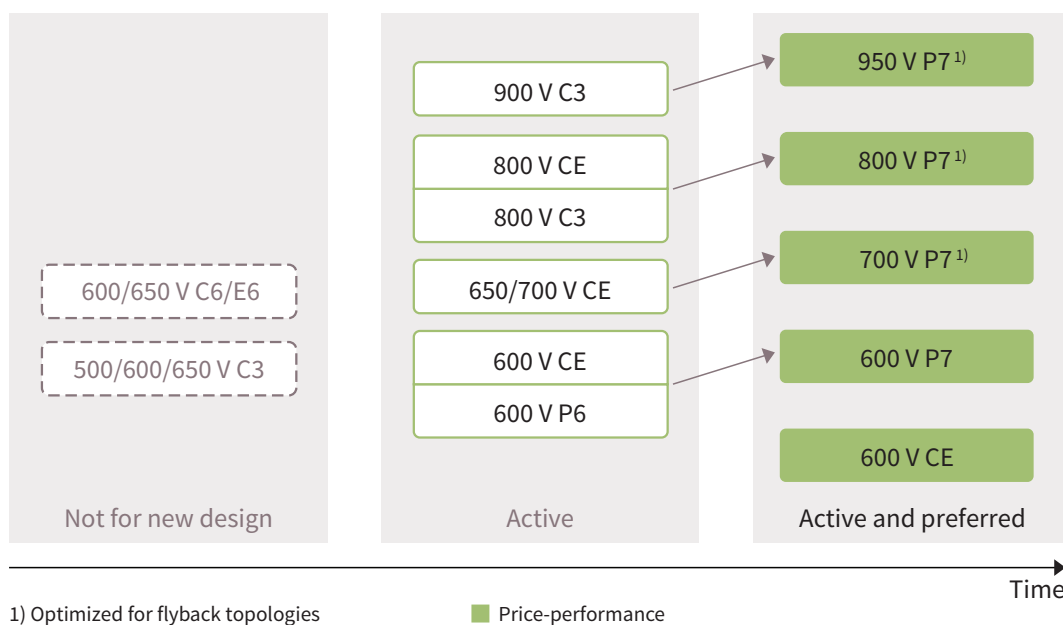 600/650 V C6/E6
500/600/650 V C3
Not for new design
900 V C3
800 V CE
800 V C3
650/700 V CE
600 V CE
600 V P6
Active
950 V P7 1)
800 V P7 1)
700 V P7 1)
600 V P7
600 V CE
Active and preferred
Time
1) Optimized for flyback topologies
Price-performance